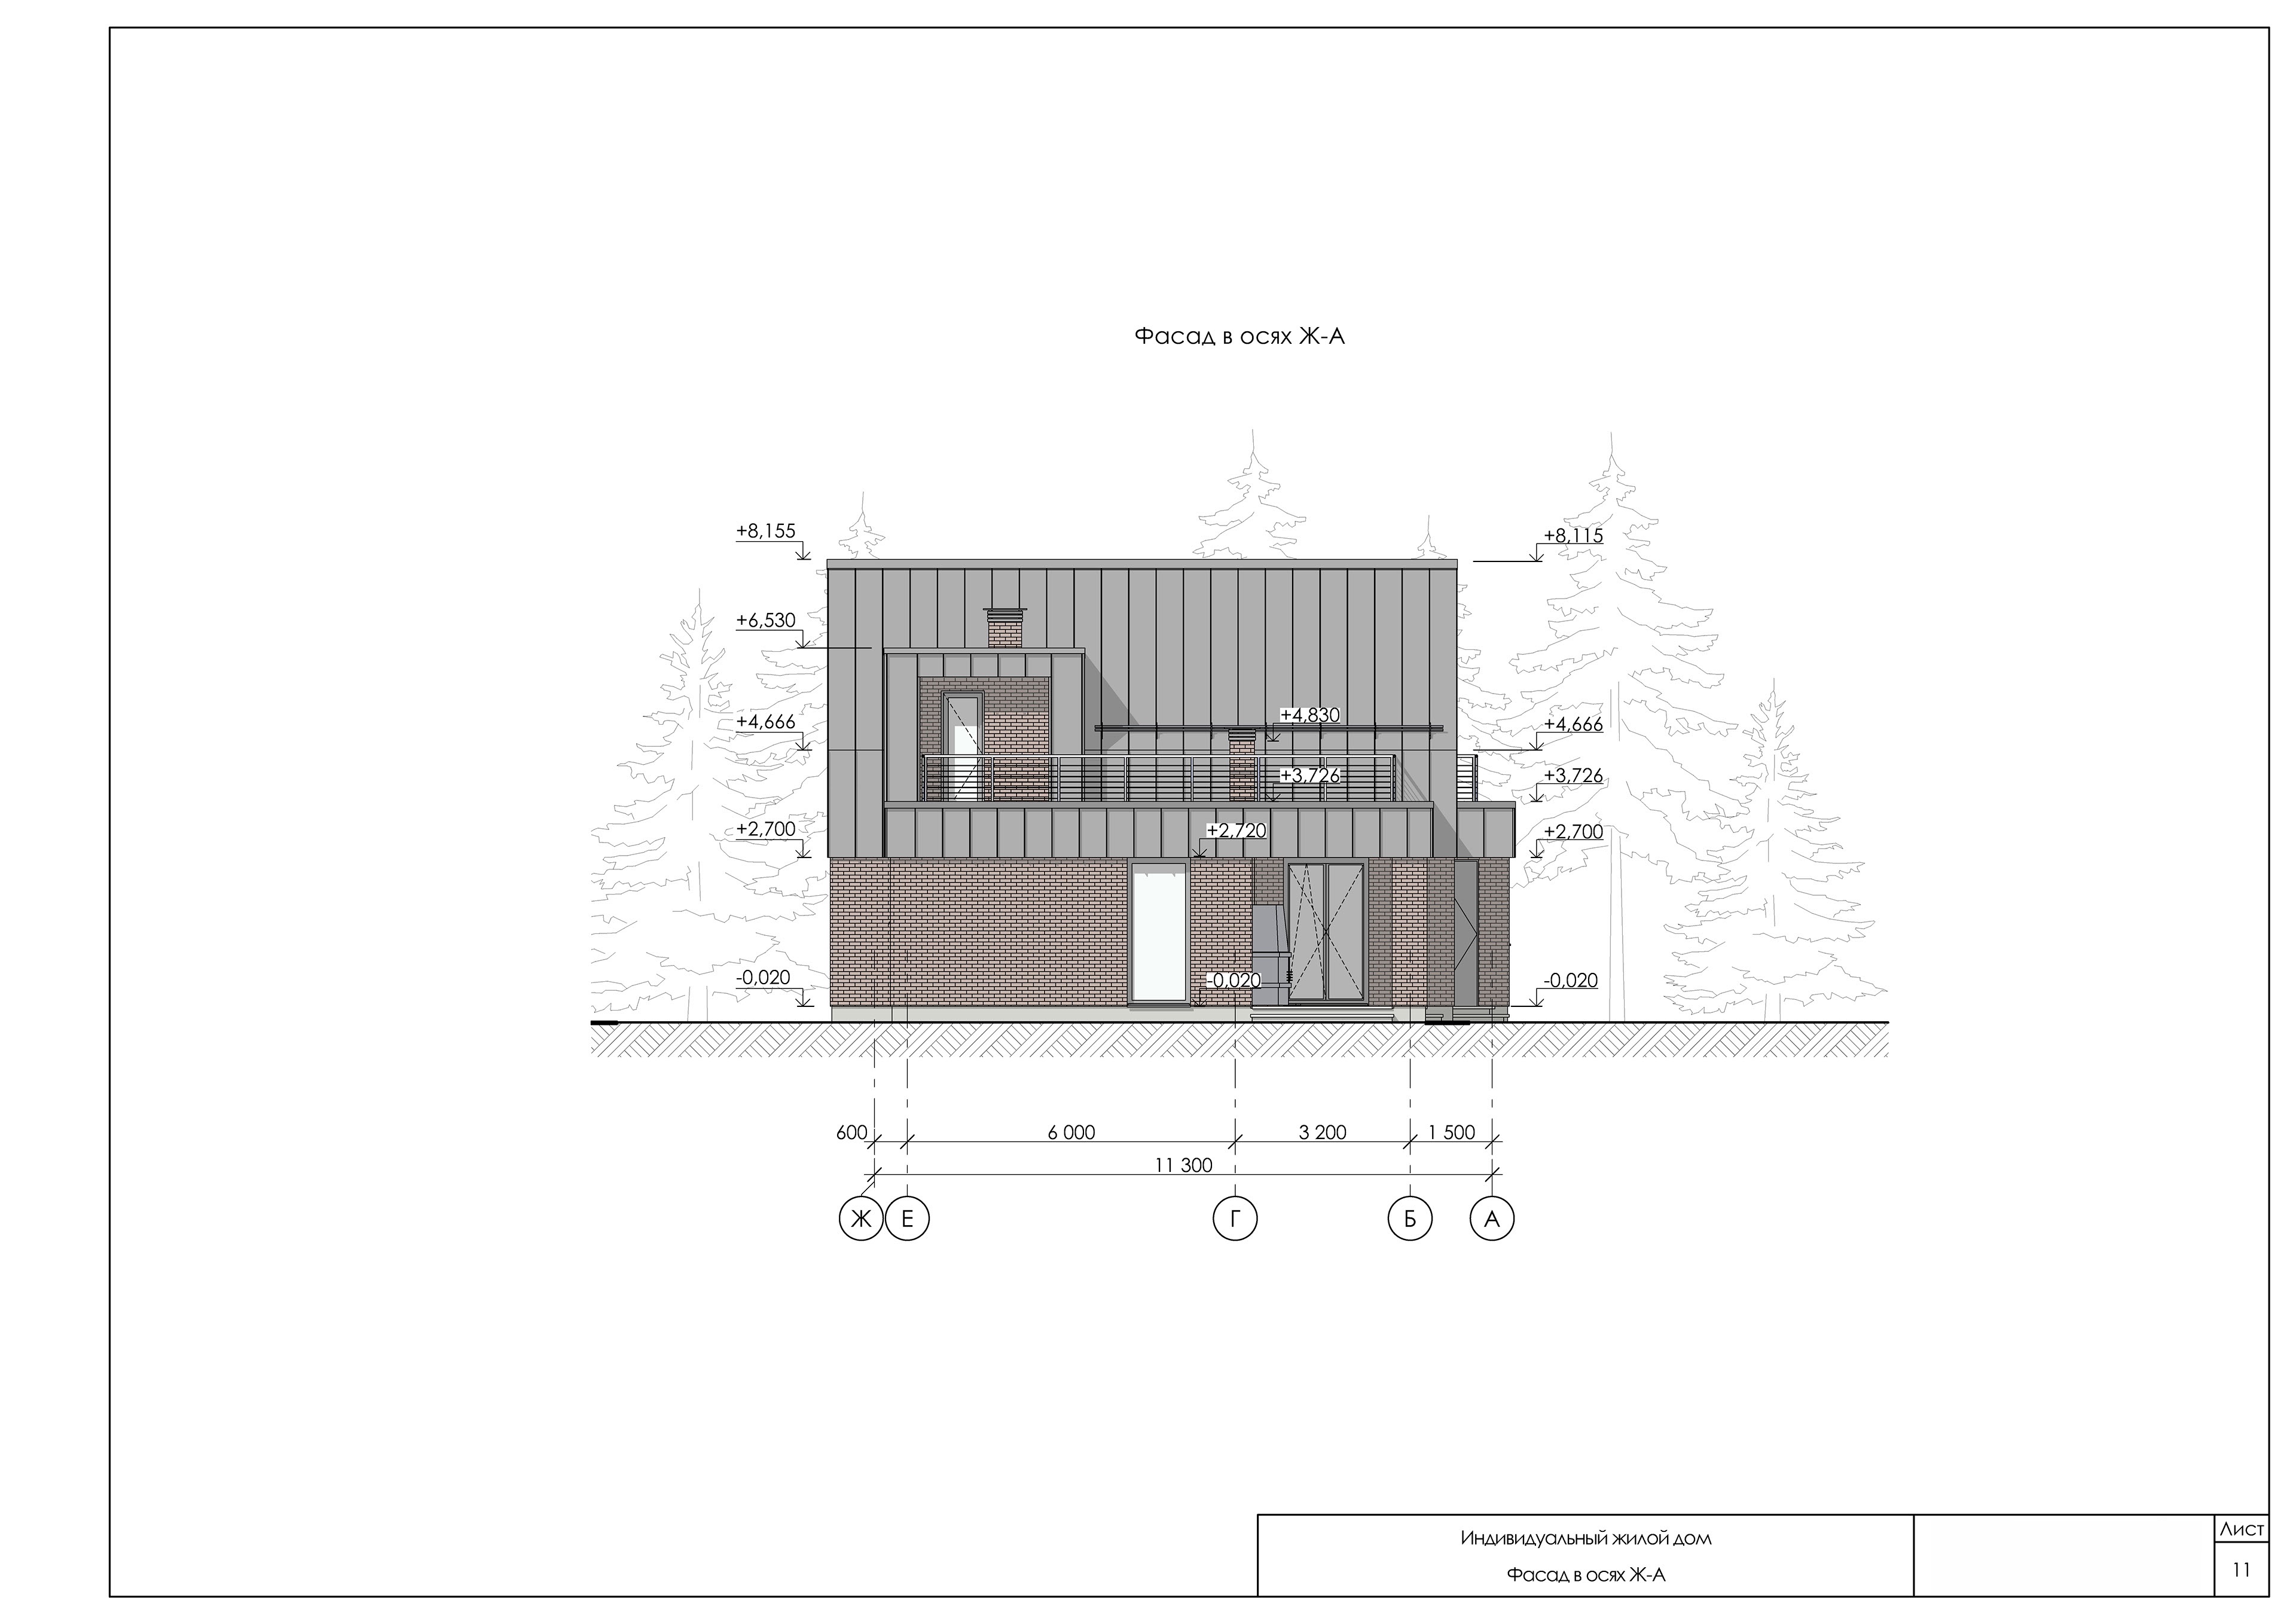 Фасад в осях Ж-А
+8,155
+8,115
+6,530
+4,830
+4,666
+4,666
+3,726
+3,726
+2,700
+2,720
+2,700
-0,020
-0,020
-0,020
600
6 000
3 200
1 500
11 300
Ж
Е
Г
Б
А
Индивидуальный жилой дом
Фасад в осях Ж-А
Лист
11